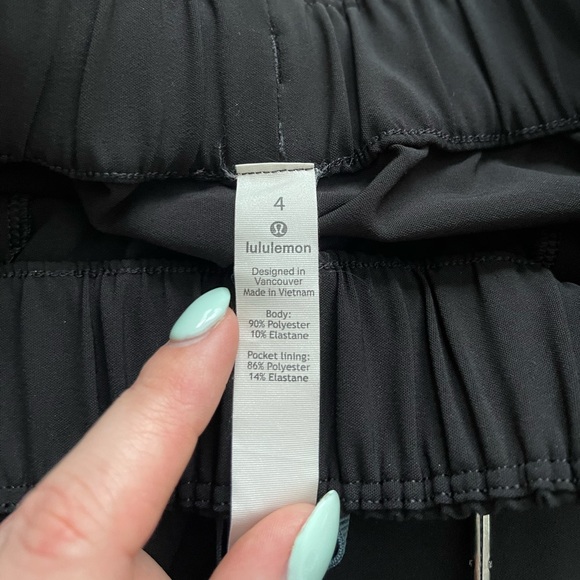 4
lululemon
Designed in
Vancouver
Made in Vietnam
Body:
90% Polyester
10% Elastane
Pocket lining:
86% Polyester
14% Elastane